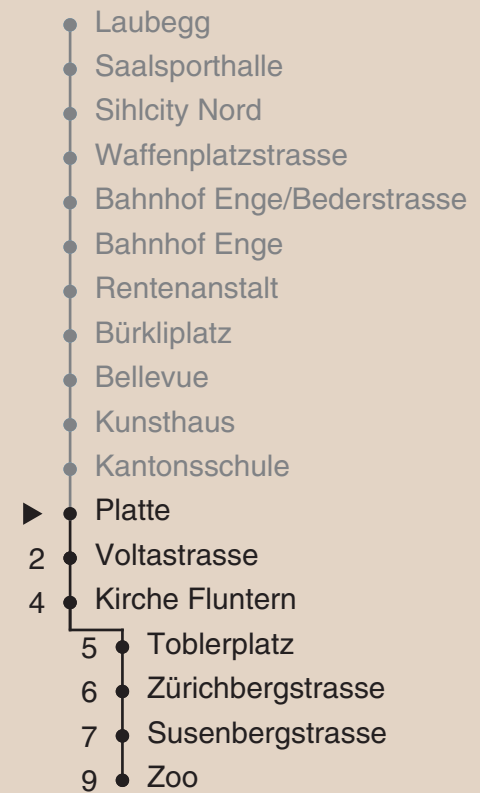 Laubegg
Saalsporthalle
Sihlcity Nord
Waffenplatzstrasse
Bahnhof Enge/Bederstrasse
Bahnhof Enge
Rentenanstalt
Bürkliplatz
Bellevue
Kunsthaus
Kantonsschule
Platte
2 Voltastrasse
4 Kirche Fluntern
5 Toblerplatz
6 Zürichbergstrasse
7 Susenbergstrasse
9 Zoo